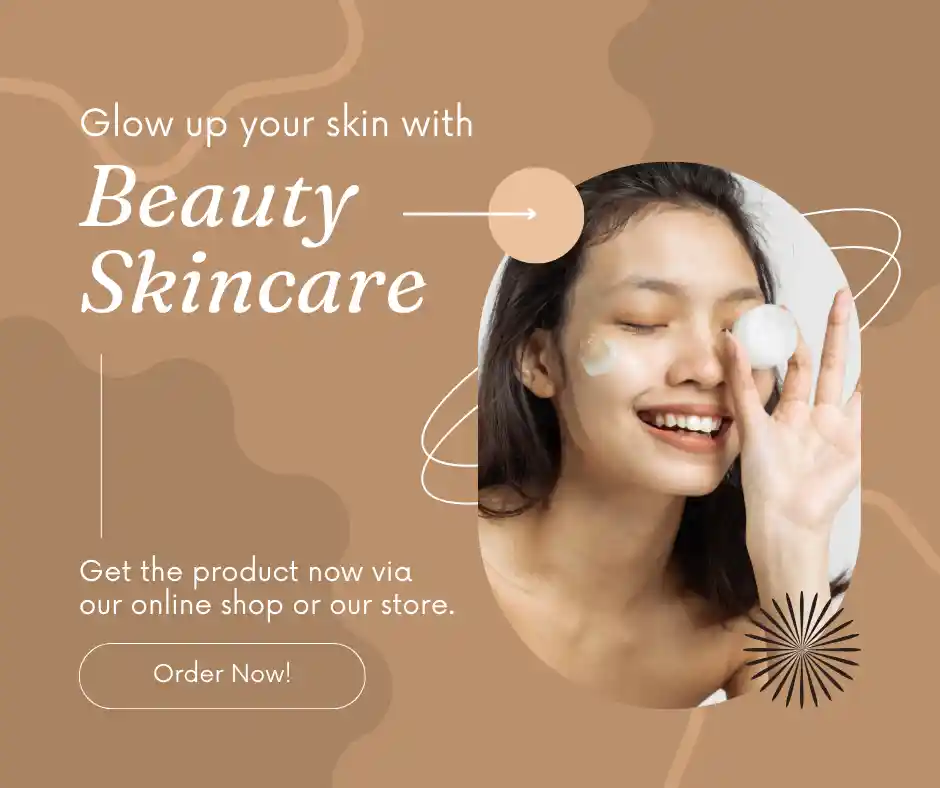 Glow up your skin with
Beauty
Skincare
Get the product now via
our online shop or our store.
Order Now!